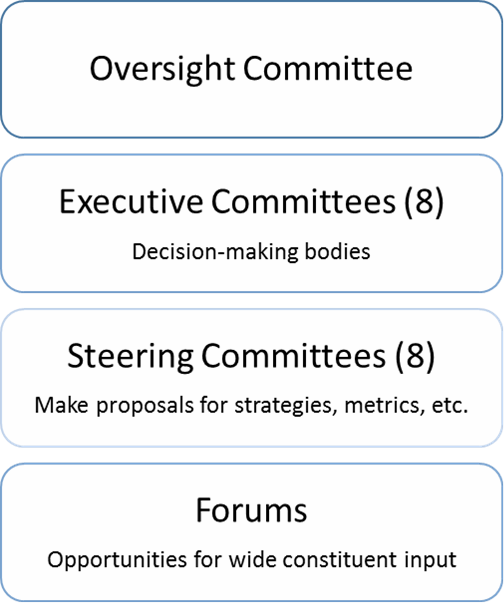 Oversight Committee
Executive Committees (8)
Decision-making bodies
Steering Committees (8)
Make proposals for strategies, metrics, etc.
Forums
Opportunities for wide constituent input